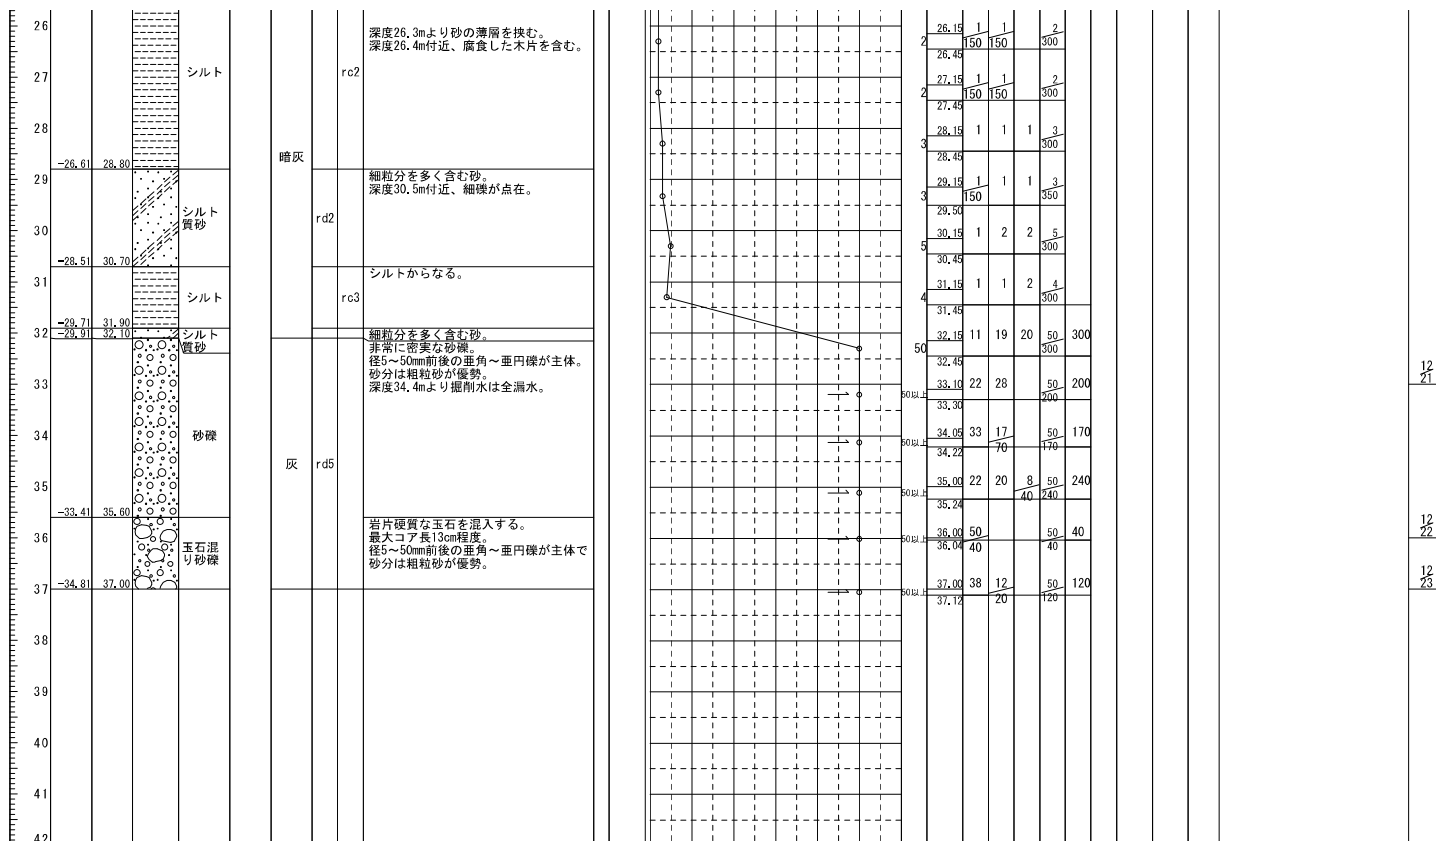 26
27
28
29
30
31
32
33
34
35
36
37
38
39
40
41
42
-26.61 28.80
-28.51 30.70
-29.71 31.90
-29.91 32.10
-33.41 35.60
-34.81 37.00
シルト
シルト
質砂
シルト
シルト
質砂
砂礫
玉石混
り砂礫
暗灰
灰
rc2
rd2
rc3
rd5
深度26.3mより砂の薄層を挟む。
深度26.4m付近、腐食した木片を含む。
細粒分を多く含む砂。
深度30.5m付近、細礫が点在。
シルトからなる。
細粒分を多く含む砂。
非常に密実な砂礫。
径5～50mm前後の亜角～亜円礫が主体。
砂分は粗粒砂が優勢。
深度34.4mより掘削水は全漏水。
岩片硬質な玉石を混入する。
最大コア長13cm程度。
径5～50mm前後の亜角～亜円礫が主体で
砂分は粗粒砂が優勢。
2
2
3
3
5
4
50
50以上
50以上
50以上
50以上
50以上
26.15 1 1 2
150 150 300
26.45
27.15 1 1 2
150 150 300
27.45
28.15 1 1 1 3
300
28.45
29.15 1 1 1 3
150 350
29.50
30.15 1 2 2 5
300
30.45
31.15 1 1 2 4
300
31.45
32.15 11 19 20 50 300
300
32.45
33.10 22 28 50 200
200
33.30
34.05 33 17 50 170
70 170
34.22
35.00 22 20 8 50 240
40 240
35.24
36.00 50 50 40
36.04 40 40
37.00 38 12 50 120
37.12 20 120
12
21
12
22
12
23